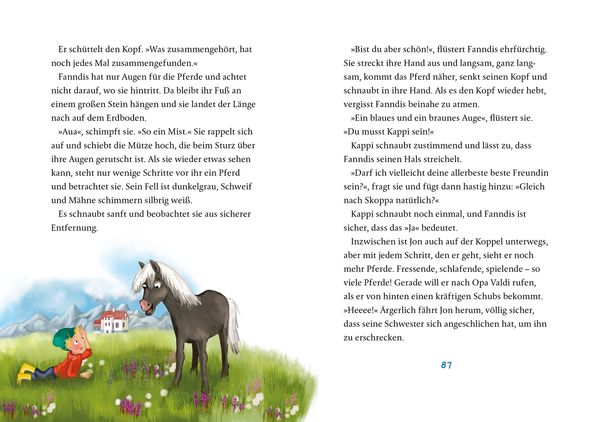 Er schüttelt den Kopf. »Was zusammengehört, hat
noch jedes Mal zusammengefunden.«
Fanndis hat nur Augen für die Pferde und achtet
nicht darauf, wo sie hintritt. Da bleibt ihr Fuß an
einem großen Stein hängen und sie landet der Länge
nach auf dem Erdboden.
»Aua«, schimpft sie. »So ein Mist.« Sie rappelt sich
auf und schiebt die Mütze hoch, die beim Sturz über
ihre Augen gerutscht ist. Als sie wieder etwas sehen
kann, steht nur wenige Schritte vor ihr ein Pferd
und betrachtet sie. Sein Fell ist dunkelgrau, Schweif
und Mähne schimmern silbrig weiß.
Es schnaubt sanft und beobachtet sie aus sicherer
Entfernung.
»Bist du aber schön!«, flüstert Fanndis ehrfürchtig.
Sie streckt ihre Hand aus und langsam, ganz lang-
sam, kommt das Pferd näher, senkt seinen Kopf und
schnaubt in ihre Hand. Als es den Kopf wieder hebt,
vergisst Fanndis beinahe zu atmen.
»Ein blaues und ein braunes Auge«, flüstert sie.
»Du musst Kappi sein!«
Kappi schnaubt zustimmend und lässt zu, dass
Fanndis seinen Hals streichelt.
»Darf ich vielleicht deine allerbeste beste Freundin
sein?«, fragt sie und fügt dann hastig hinzu: »Gleich
nach Skoppa natürlich?«
Kappi schnaubt noch einmal, und Fanndis ist
sicher, dass das »Ja« bedeutet.
Inzwischen ist Jon auch auf der Koppel unterwegs,
aber mit jedem Schritt, den er geht, sieht er noch
mehr Pferde. Fressende, schlafende, spielende – so
viele Pferde! Gerade will er nach Opa Valdi rufen,
als er von hinten einen kräftigen Schubs bekommt.
»Heeee!« Ärgerlich fährt Jon herum, völlig sicher,
dass seine Schwester sich angeschlichen hat, um ihn
zu erschrecken.
87